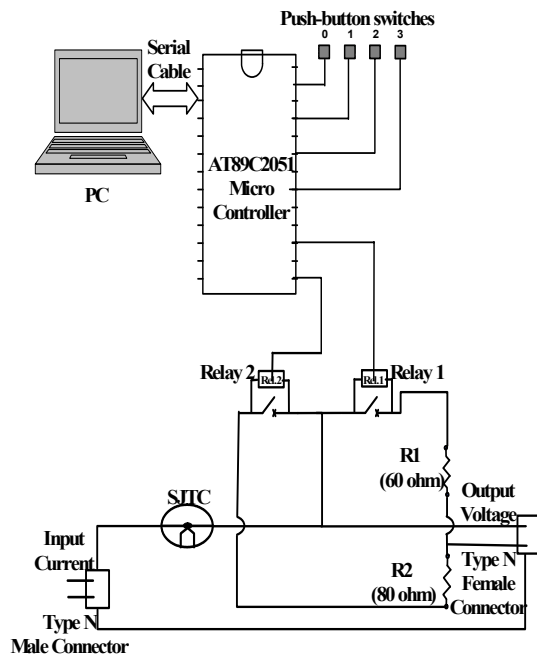 Push-button switches
0 1 2 3
Serial
Cable
PC
AT89C2051
Micro
Controller
Relay 2
Rel.2
Rel.1
Relay 1
R1
(60 ohm)
SJTC
Output
Voltage
Input
Current
R2
(80 ohm)
Type N
Female
Connector
Type N
Male Connector